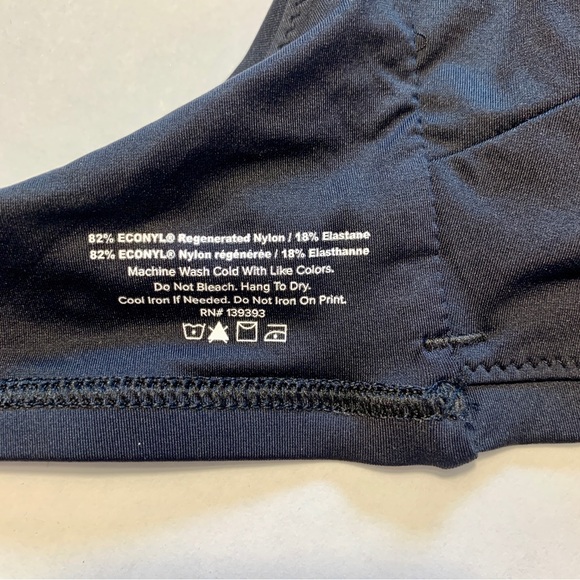 82% ECONYL® Regenerated Nylon / 18% Elastane
82% ECONYL® Nylon régénérée / 18% Elasthanne
Machine Wash Cold With Like Colors.
Do Not Bleach. Hang To Dry.
Cool Iron If Needed. Do Not Iron On Print.
RN# 139393